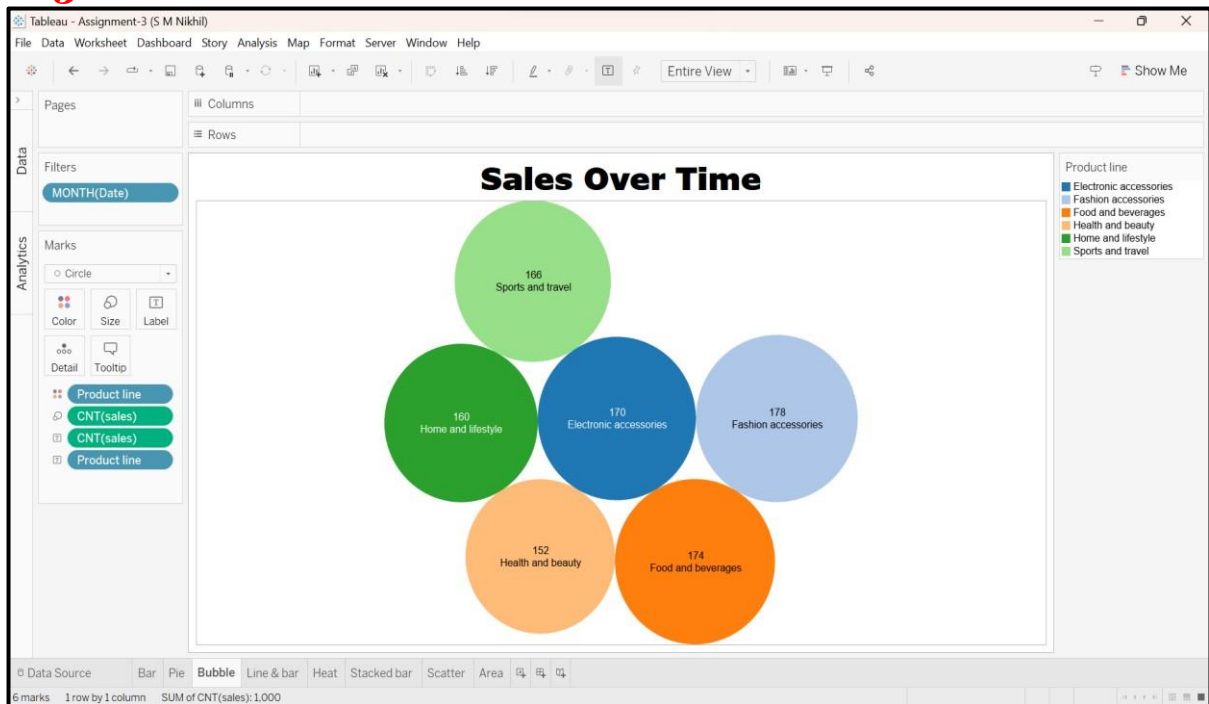 Tableau - Assignment-3 (S M Nikhil)
File Data Worksheet Dashboard Story Analysis Map Format Server Window Help
Entire View
Show Me
Pages
Columns
Rows
Data
Analytics
Filters
MONTH(Date)
Marks
Circle
Color Size Label
Detail Tooltip
Product line
CNT(sales)
CNT(sales)
Product line
Sales Over Time
166
Sports and travel
160
Home and lifestyle
170
Electronic accessories
178
Fashion accessories
152
Health and beauty
174
Food and beverages
Product line
Electronic accessories
Fashion accessories
Food and beverages
Health and beauty
Home and lifestyle
Sports and travel
Data Source Bar Pie Bubble Line & bar Heat Stacked bar Scatter Area
6 marks 1 row by 1 column SUM of CNT(sales): 1,000